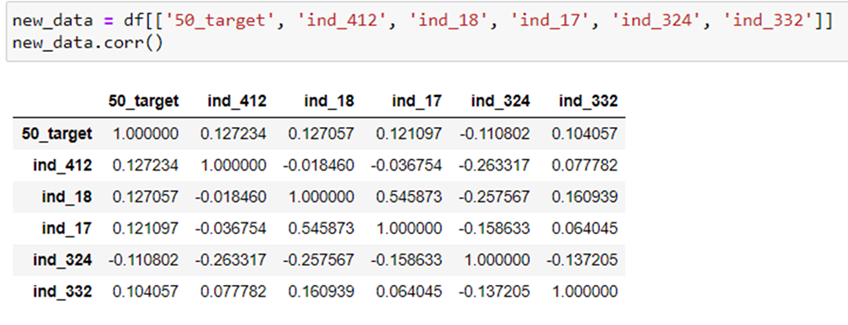 new_data = df[['50_target', 'ind_412', 'ind_18', 'ind_17', 'ind_324', 'ind_332']]
new_data.corr()
50_target ind_412 ind_18 ind_17 ind_324 ind_332
50_target 1.000000 0.127234 0.127057 0.121097 -0.110802 0.104057
ind_412 0.127234 1.000000 -0.018460 -0.036754 -0.263317 0.077782
ind_18 0.127057 -0.018460 1.000000 0.545873 -0.257567 0.160939
ind_17 0.121097 -0.036754 0.545873 1.000000 -0.158633 0.064045
ind_324 -0.110802 -0.263317 -0.257567 -0.158633 1.000000 -0.137205
ind_332 0.104057 0.077782 0.160939 0.064045 -0.137205 1.000000